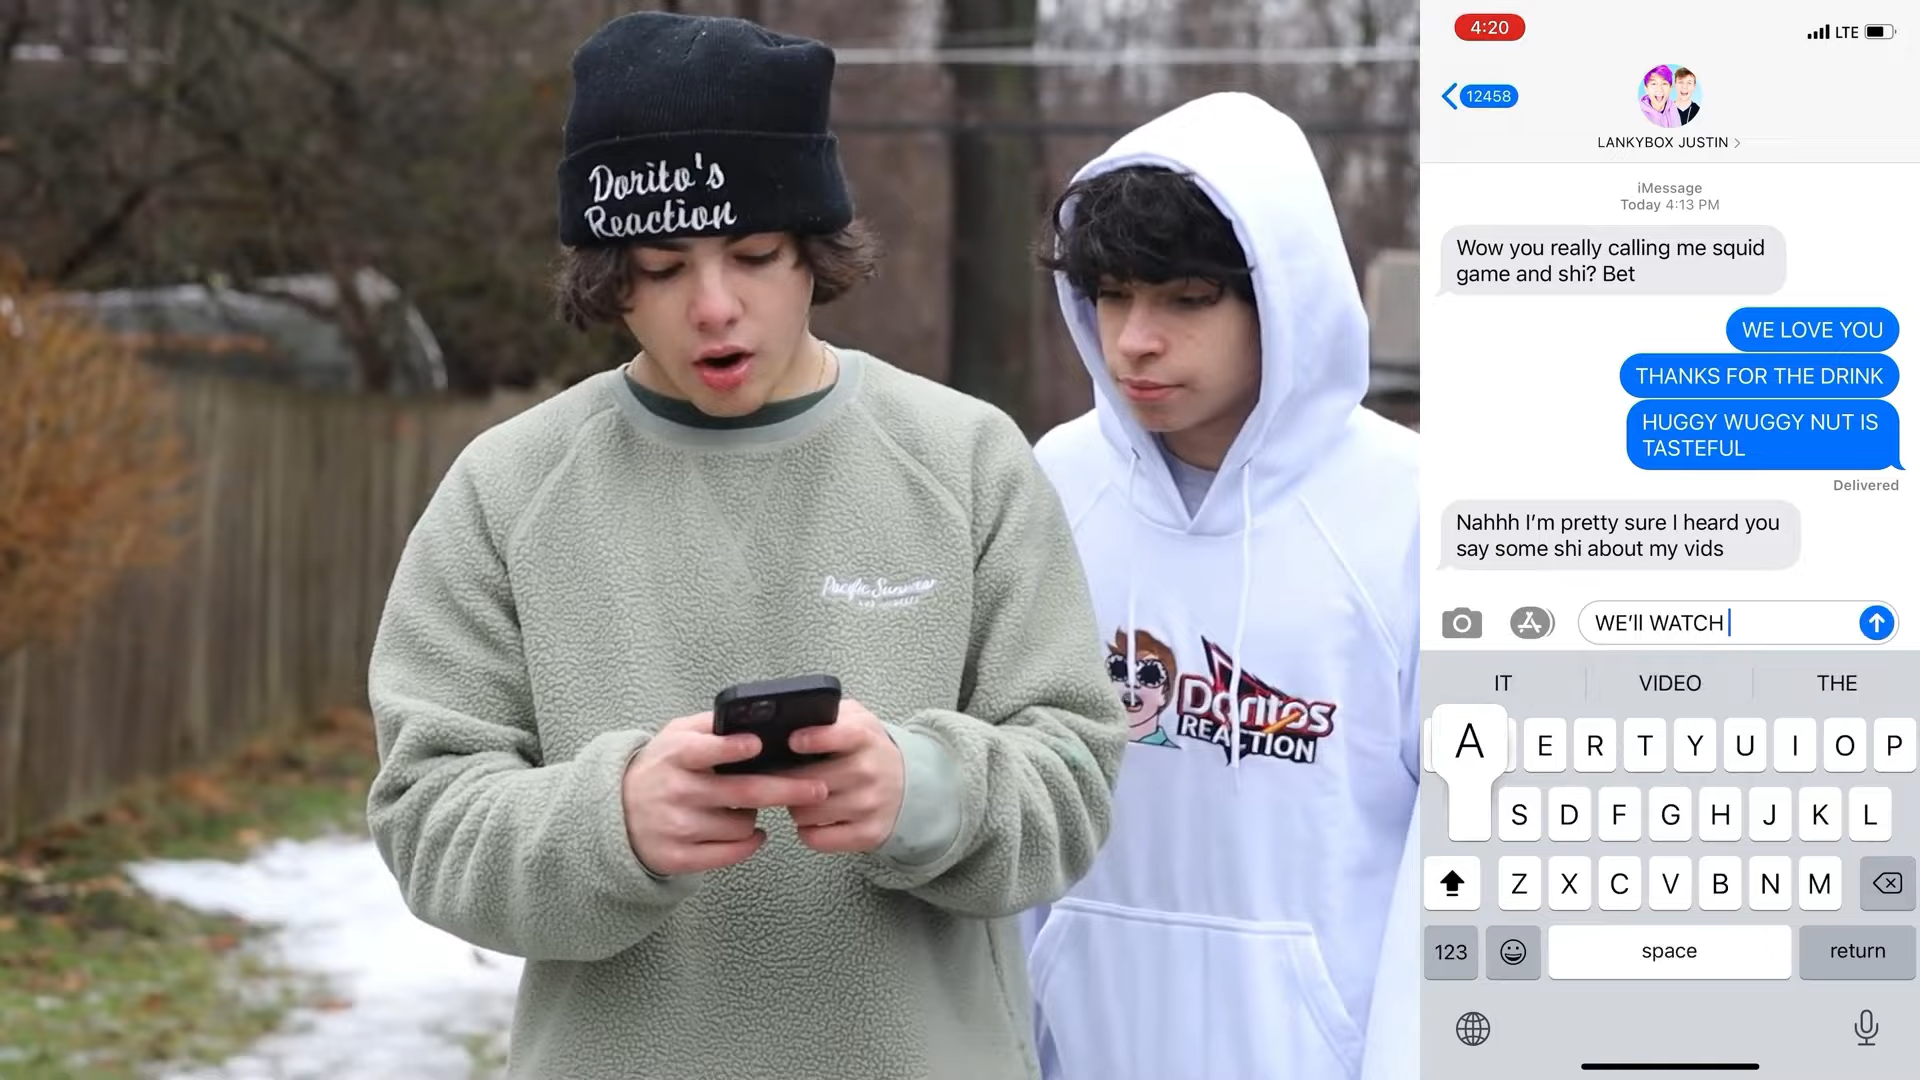 Dorito's
Reaction
Pacific Sunwear
Doritos
REACTION
4:20
LTE
12458
LANKYBOX JUSTIN >
iMessage
Today 4:13 PM
Wow you really calling me squid
game and shi? Bet
WE LOVE YOU
THANKS FOR THE DRINK
HUGGY WUGGY NUT IS
TASTEFUL
Delivered
Nahhh I'm pretty sure I heard you
say some shi about my vids
WE'll WATCH
IT VIDEO THE
A E R T Y U I O P
S D F G H J K L
Z X C V B N M
123 space return